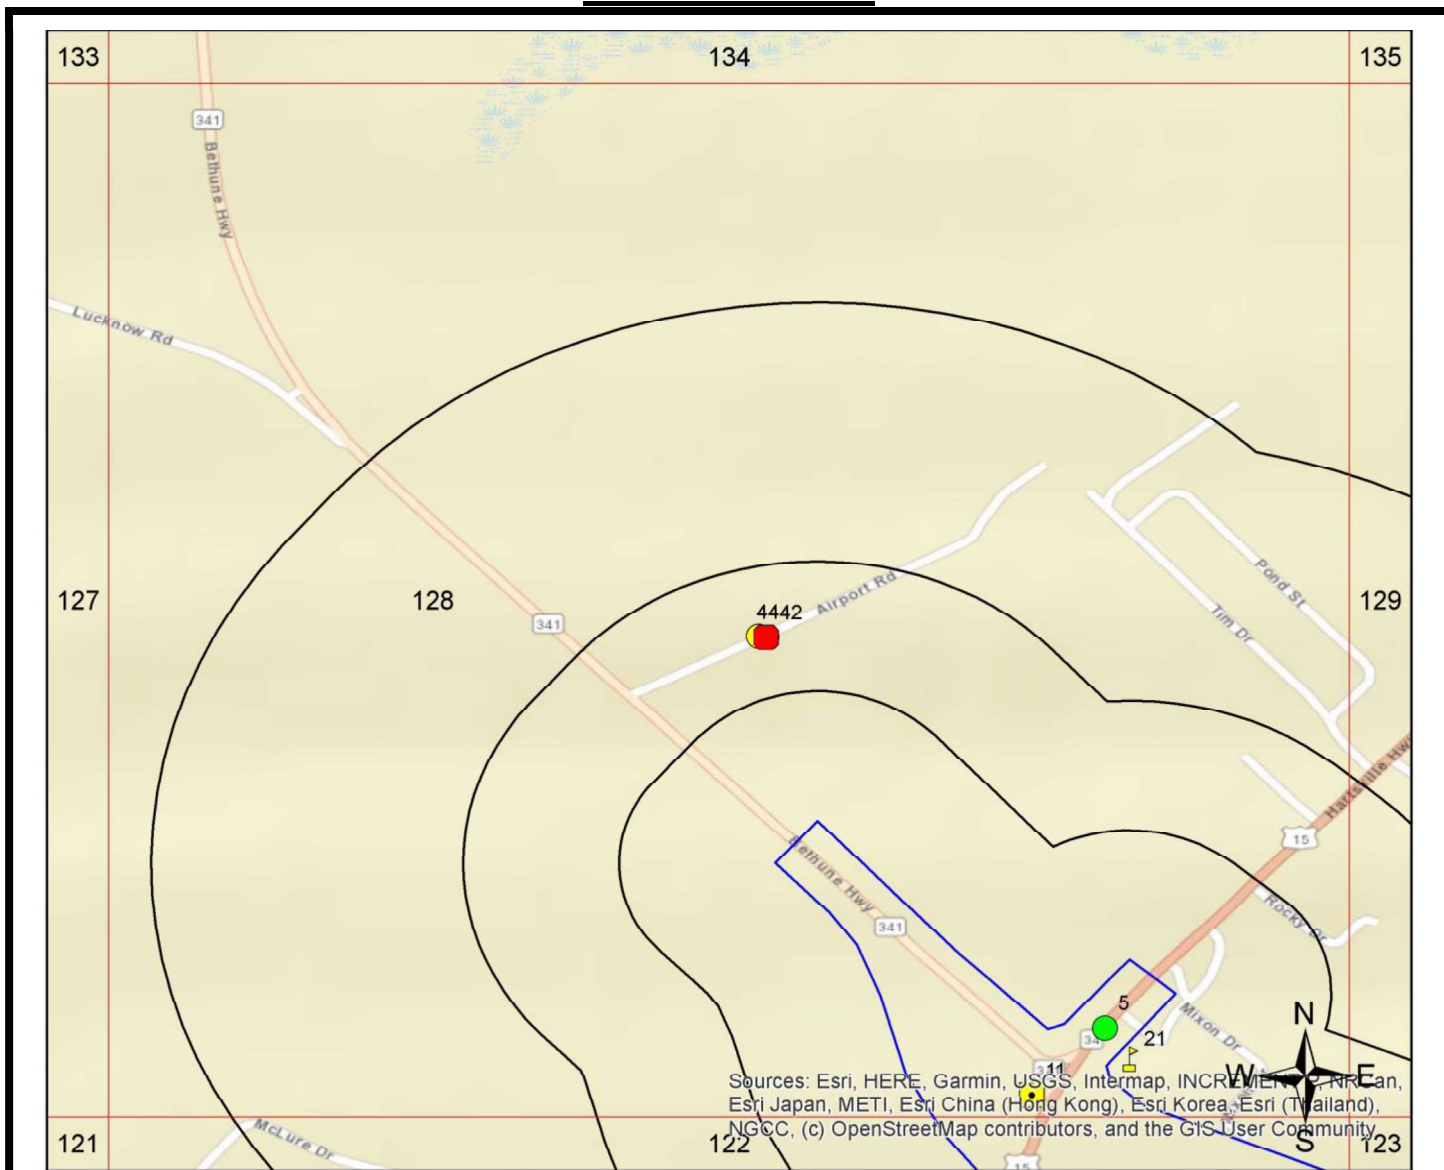 133
134
135
341
Bethune Hwy
Lucknow Rd
127
128
129
341
4442
Airport Rd
Pond St
Tim Dr
Hartsville Hwy
15
Bethune Hwy
341
Rocky Dr
5
34
21
Mixon Dr
11
N
W
E
S
Sources: Esri, HERE, Garmin, USGS, Intermap, INCREMENT P, NRCan,
Esri Japan, METI, Esri China (Hong Kong), Esri Korea, Esri (Thailand),
NGCC, (c) OpenStreetMap contributors, and the GIS User Community
McLure Dr
121
122
15
123